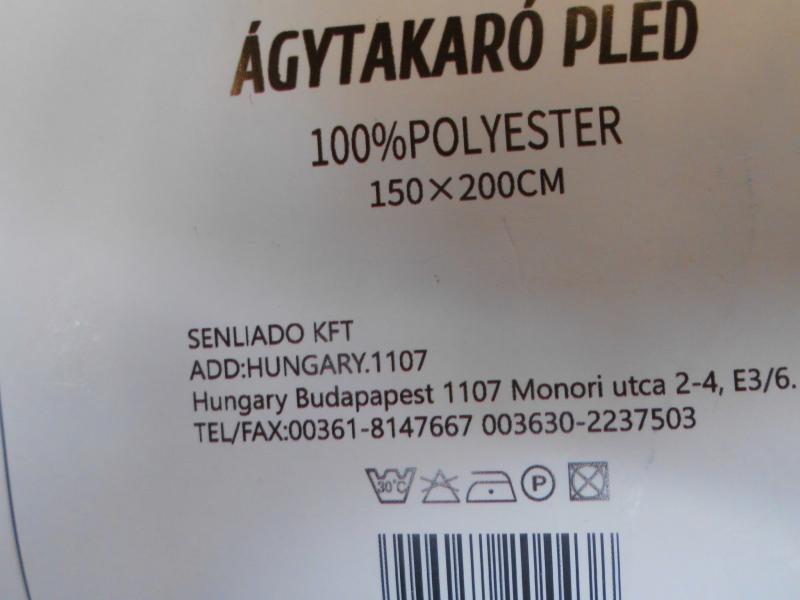 ÁGYTAKARÓ PLED
100%POLYESTER
150×200CM
SENLIADO KFT
ADD:HUNGARY.1107
Hungary Budapapest 1107 Monori utca 2-4, E3/6.
TEL/FAX:00361-8147667 003630-2237503
30°C P